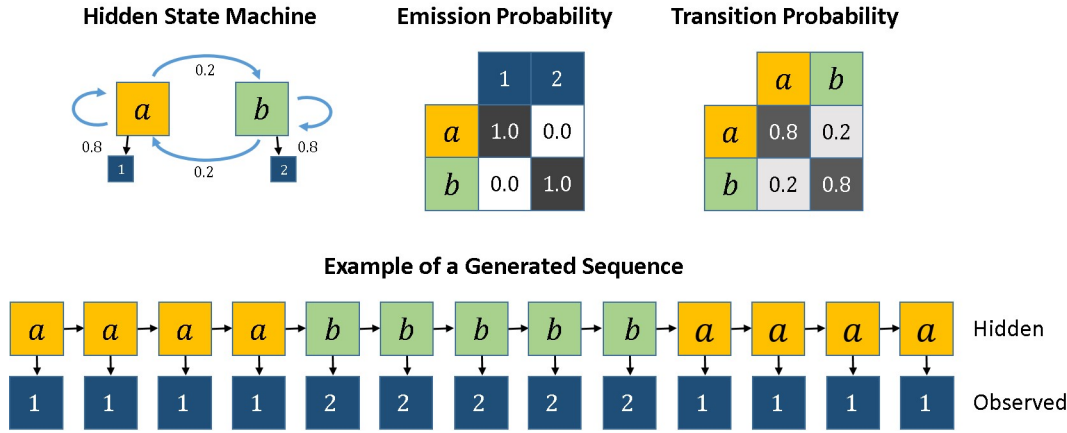 Hidden State Machine
0.2
a
b
0.8
0.8
1
2
0.2
Emission Probability
1 2
a 1.0 0.0
b 0.0 1.0
Transition Probability
a b
a 0.8 0.2
b 0.2 0.8
Example of a Generated Sequence
a a a a b b b b b a a a a Hidden
1 1 1 1 2 2 2 2 2 1 1 1 1 Observed